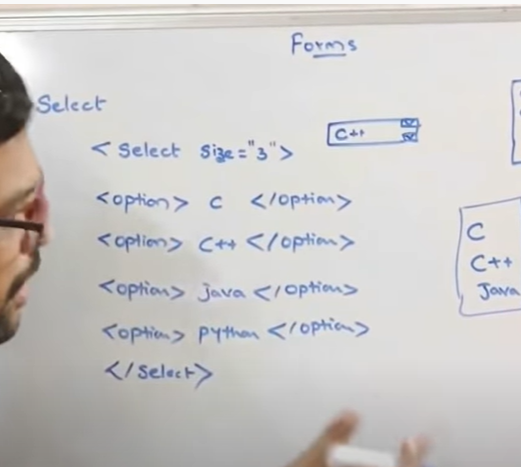 Forms
Select
< Select Size="3">
C++
<option> C </option>
<option> C++ </option>
<option> java </option>
<option> python </option>
</select>
C
C++
Java